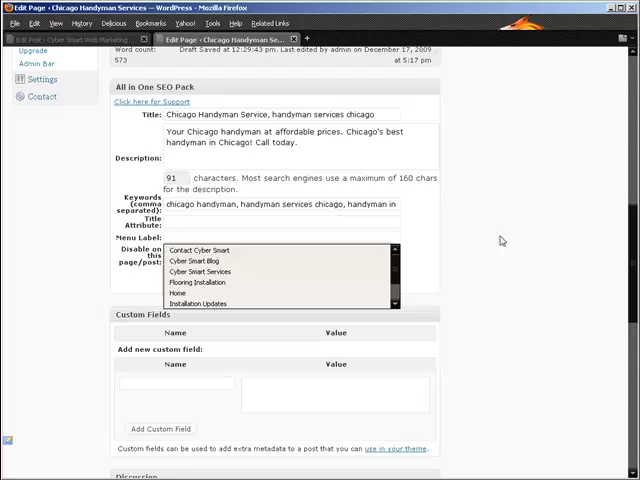 Edit Page ‹ Chicago Handyman Services — WordPress — Mozilla Firefox
File Edit View History Delicious Bookmarks Yahoo! Tools Help Related Links
Edit Post ‹ Cyber Smart Web Marketing
Edit Page ‹ Chicago Handyman Se...
Upgrade
Admin Bar
Settings
Contact
Word count: 573
Draft Saved at 12:29:43 pm. Last edited by admin on December 17, 2009 at 5:17 pm
All in One SEO Pack
Click here for Support
Title: Chicago Handyman Service, handyman services chicago
Description: Your Chicago handyman at affordable prices. Chicago's best
handyman in Chicago! Call today.
91 characters. Most search engines use a maximum of 160 chars
for the description.
Keywords (comma separated): chicago handyman, handyman services chicago, handyman in
Title Attribute:
Menu Label:
Disable on this page/post:
Contact Cyber Smart
Cyber Smart Blog
Cyber Smart Services
Flooring Installation
Home
Installation Updates
Custom Fields
Name Value
Add new custom field:
Name Value
Add Custom Field
Custom fields can be used to add extra metadata to a post that you can use in your theme.
Discussion